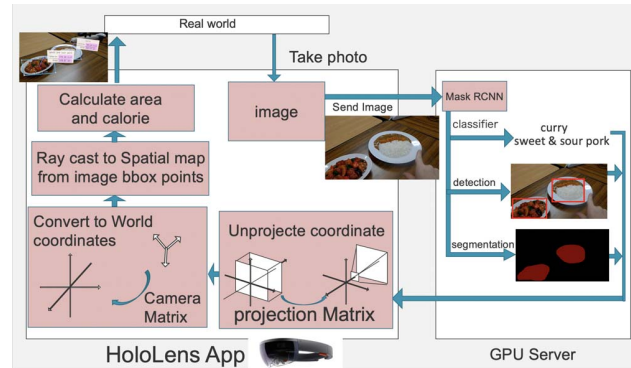 Real world
Take photo
Calculate area
and calorie
image
Send Image
Mask RCNN
classifier
curry
sweet & sour pork
Ray cast to Spatial map
from image bbox points
detection
Convert to World
coordinates
Camera
Matrix
Unprojecte coordinate
projection Matrix
segmentation
HoloLens App
GPU Server